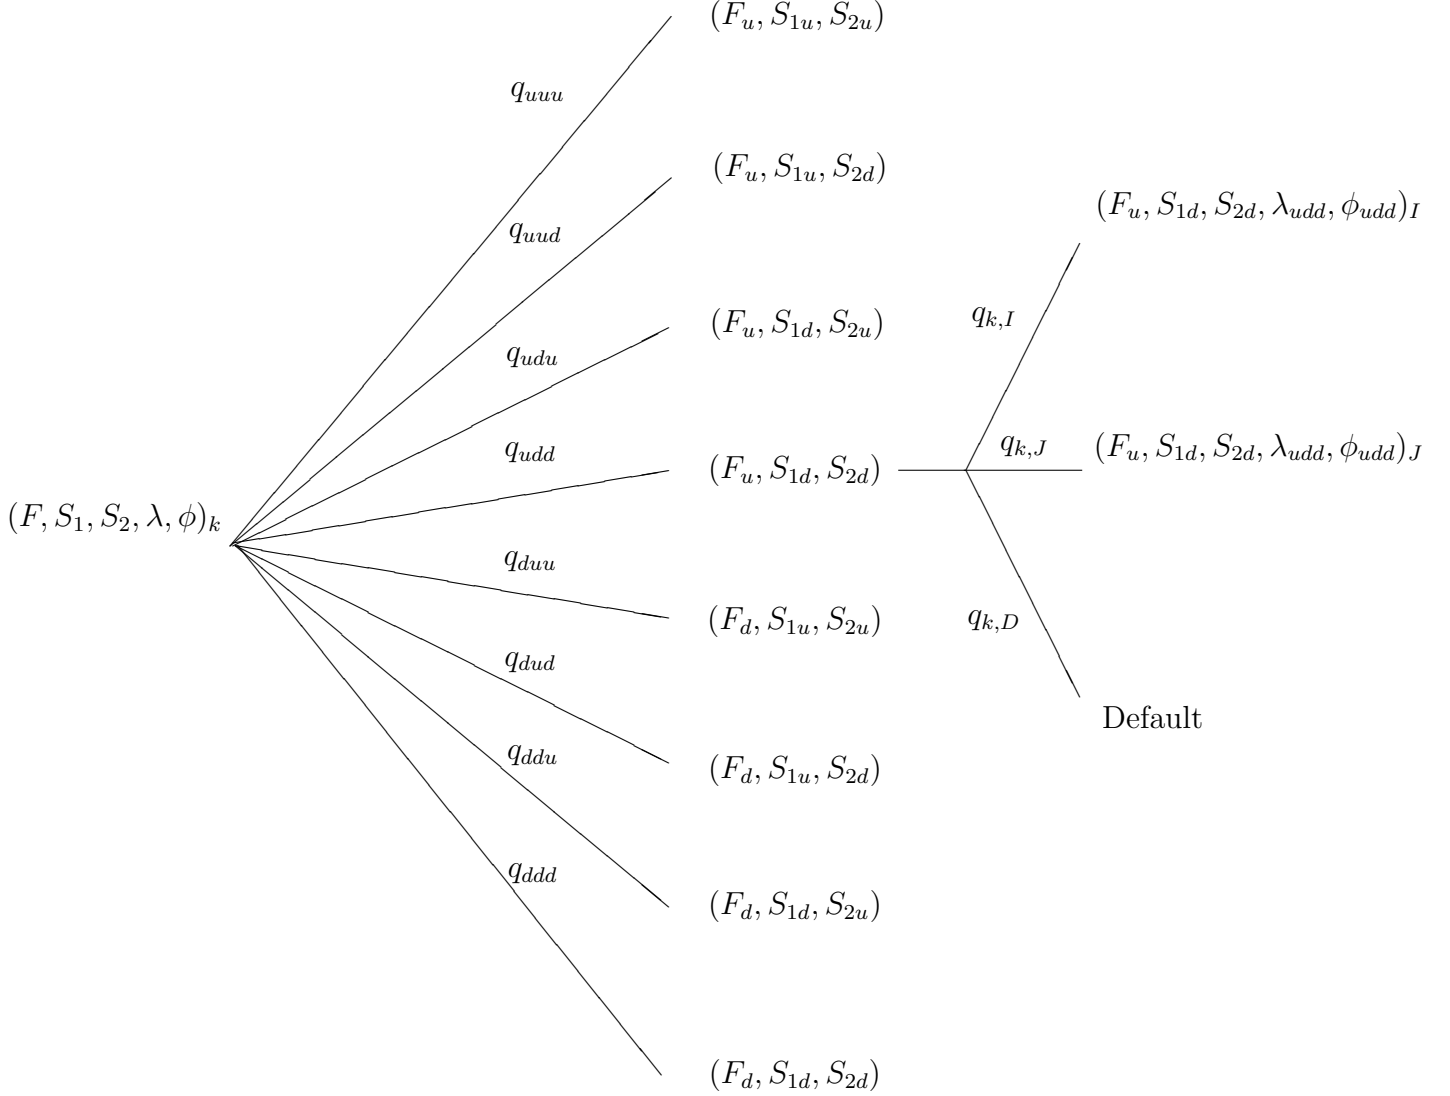 (F_u, S_{1u}, S_{2u})
q_{uuu}
(F_u, S_{1u}, S_{2d})
(F_u, S_{1d}, S_{2d}, λ_{udd}, ϕ_{udd})_I
q_{uud}
(F_u, S_{1d}, S_{2u})
q_{k,I}
q_{udu}
q_{udd}
(F_u, S_{1d}, S_{2d})
q_{k,J}
(F_u, S_{1d}, S_{2d}, λ_{udd}, ϕ_{udd})_J
(F, S_1, S_2, λ, ϕ)_k
q_{duu}
(F_d, S_{1u}, S_{2u})
q_{k,D}
q_{dud}
Default
q_{ddu}
(F_d, S_{1u}, S_{2d})
q_{ddd}
(F_d, S_{1d}, S_{2u})
(F_d, S_{1d}, S_{2d})